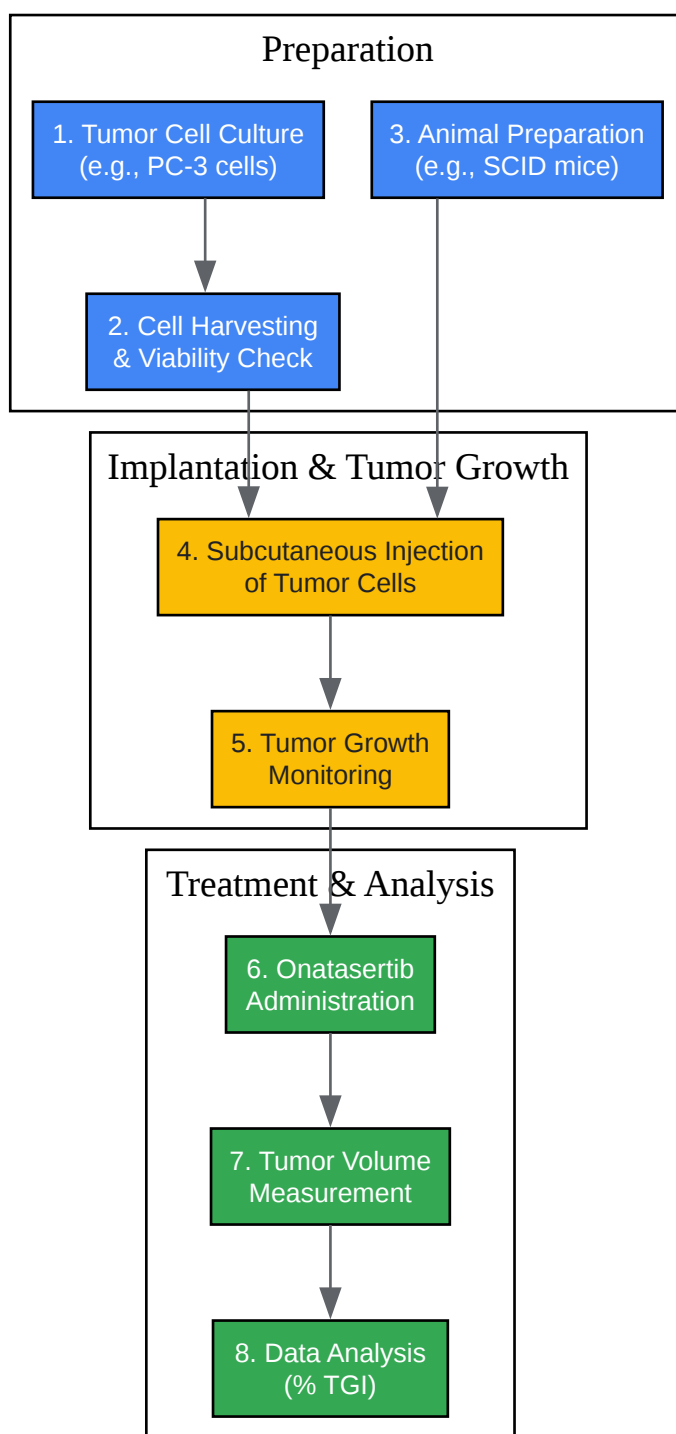 Preparation
1. Tumor Cell Culture
(e.g., PC-3 cells)
3. Animal Preparation
(e.g., SCID mice)
2. Cell Harvesting
& Viability Check
Implantation & Tumor Growth
4. Subcutaneous Injection
of Tumor Cells
5. Tumor Growth
Monitoring
Treatment & Analysis
6. Onatasertib
Administration
7. Tumor Volume
Measurement
8. Data Analysis
(% TGI)